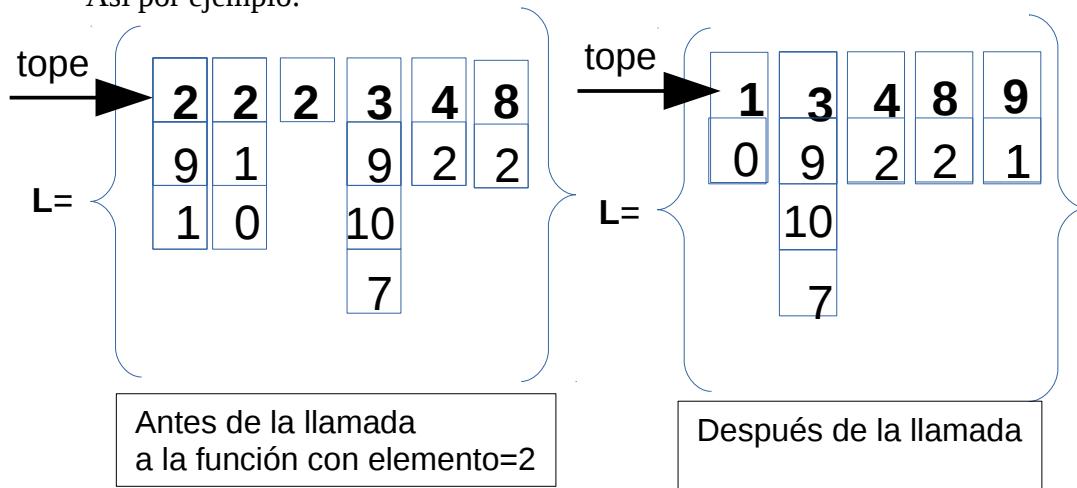 Así por ejemplo:
tope
2 2 2 3 4 8
9 1 9 2 2
1 0 10
7
L=
Antes de la llamada
a la función con elemento=2
tope
1 3 4 8 9
0 9 2 2 1
10
7
L=
Después de la llamada